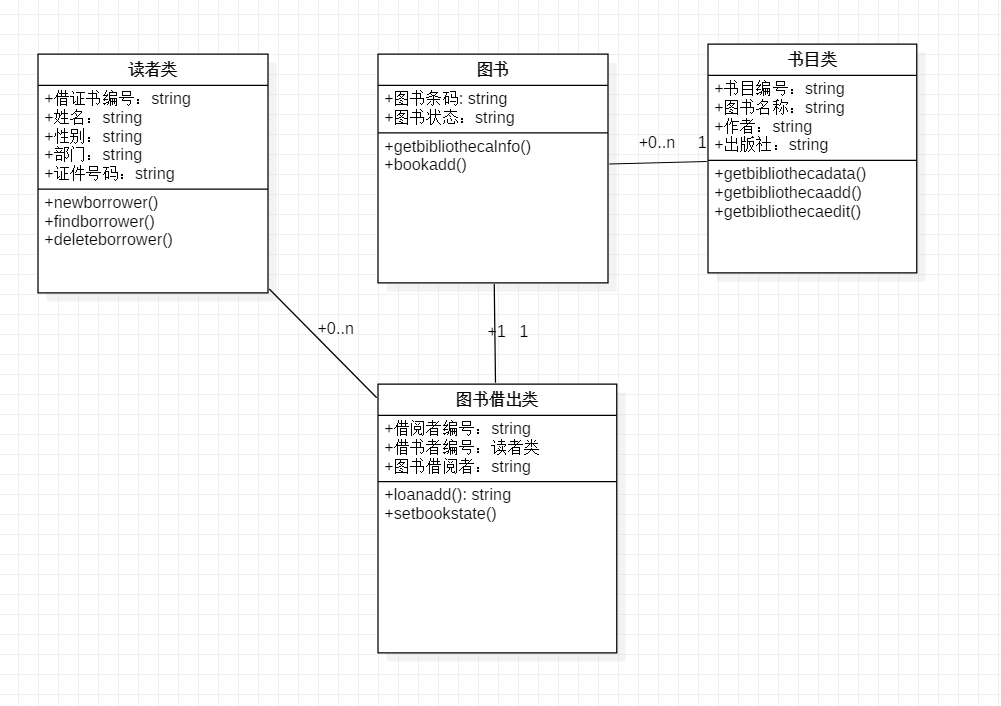 读者类
+借证书编号：string
+姓名：string
+性别：string
+部门：string
+证件号码：string
+newborrower()
+findborrower()
+deleteborrower()
图书
+图书条码: string
+图书状态：string
+getbibliothecaInfo()
+bookadd()
+0..n 1
书目类
+书目编号：string
+图书名称：string
+作者：string
+出版社：string
+getbibliothecadata()
+getbibliothecaadd()
+getbibliothecaedit()
+0..n
+1 1
图书借出类
+借阅者编号：string
+借书者编号：读者类
+图书借阅者：string
+loanadd(): string
+setbookstate()